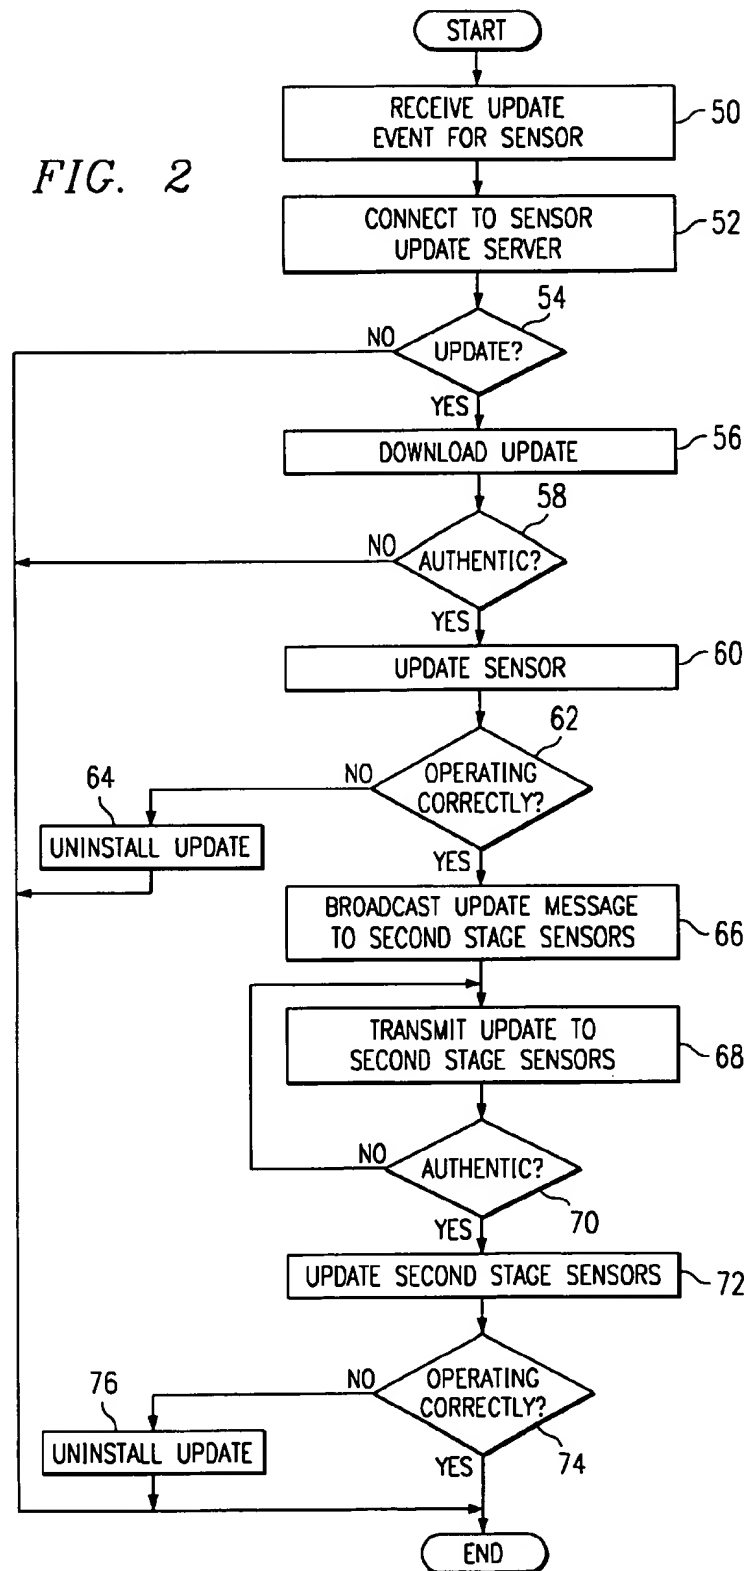 START
RECEIVE UPDATE
EVENT FOR SENSOR
50
FIG. 2
CONNECT TO SENSOR
UPDATE SERVER
52
54
NO
UPDATE?
YES
DOWNLOAD UPDATE
56
58
NO
AUTHENTIC?
YES
UPDATE SENSOR
60
62
NO
OPERATING
CORRECTLY?
64
UNINSTALL UPDATE
YES
BROADCAST UPDATE MESSAGE
TO SECOND STAGE SENSORS
66
TRANSMIT UPDATE TO
SECOND STAGE SENSORS
68
NO
AUTHENTIC?
70
YES
UPDATE SECOND STAGE SENSORS
72
NO
OPERATING
CORRECTLY?
76
UNINSTALL UPDATE
74
YES
END